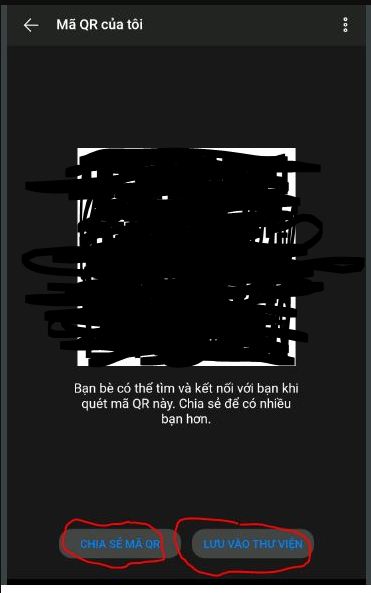 Mã QR của tôi
Bạn bè có thể tìm và kết nối với bạn khi
quét mã QR này. Chia sẻ để có nhiều
bạn hơn.
CHIA SẺ MÃ QR
LƯU VÀO THƯ VIỆN